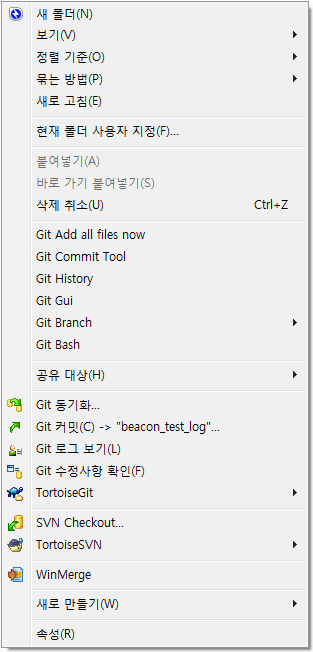 새 폴더(N)
보기(V)
정렬 기준(O)
묶는 방법(P)
새로 고침(E)
현재 폴더 사용자 지정(F)...
붙여넣기(A)
바로 가기 붙여넣기(S)
삭제 취소(U) Ctrl+Z
Git Add all files now
Git Commit Tool
Git History
Git Gui
Git Branch
Git Bash
공유 대상(H)
Git 동기화...
Git 커밋(C) -> "beacon_test_log"...
Git 로그 보기(L)
Git 수정사항 확인(F)
TortoiseGit
SVN Checkout...
TortoiseSVN
WinMerge
새로 만들기(W)
속성(R)